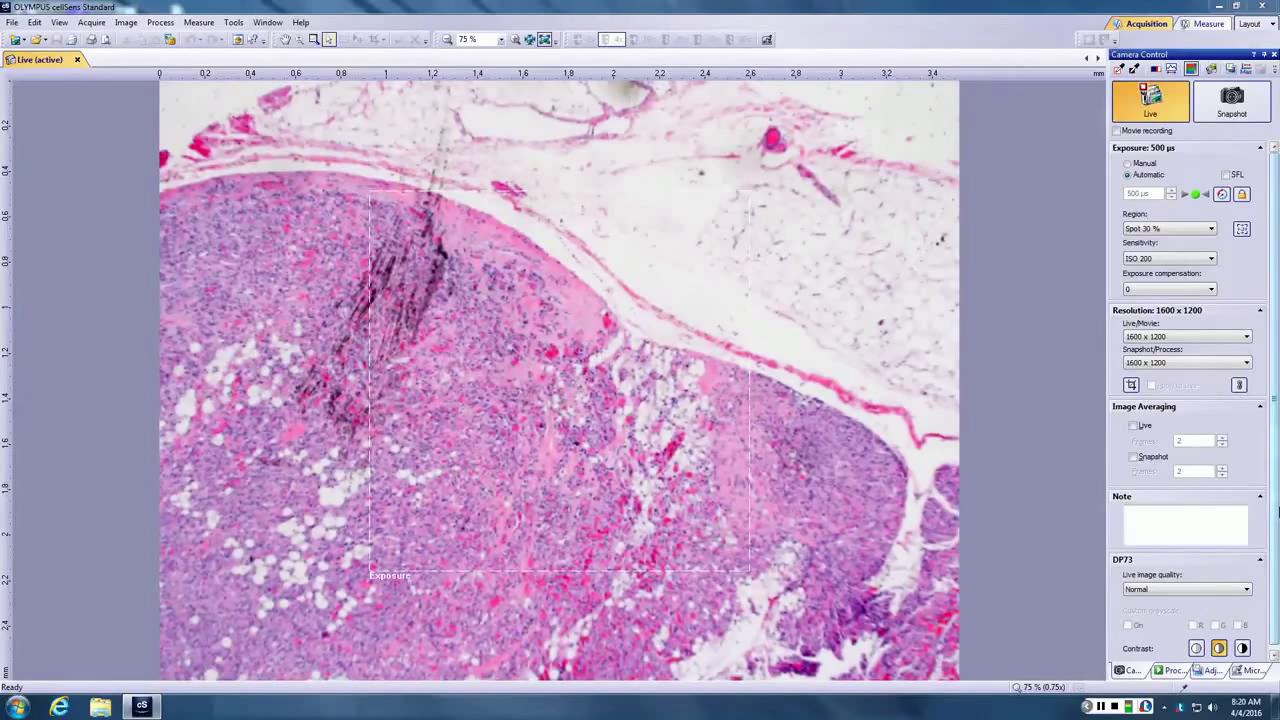 OLYMPUS cellSens Standard
File Edit View Acquire Image Process Measure Tools Window Help
Acquisition Measure Layout
75 %
Live (active)
Camera Control
0 0.2 0.4 0.6 0.8 1 1.2 1.4 1.6 1.8 2 2.2 2.4 2.6 2.8 3 3.2 3.4 mm
Live Snapshot
Movie recording
Exposure: 500 µs
Manual
Automatic SFL
500 µs
Region:
Spot 30 %
Sensitivity:
ISO 200
Exposure compensation:
0
Resolution: 1600 x 1200
Live/Movie:
1600 x 1200
Snapshot/Process:
1600 x 1200
Image Averaging
Live
Frames: 2
Snapshot
Frames: 2
Note
DP73
Live image quality:
Normal
Custom grayscale:
On R G B
Contrast:
0.2
0.4
0.6
0.8
1
1.2
1.4
1.6
1.8
2
2.2
2.4
Exposure
Ca... Proc... Adj... Micr...
Ready
75 % (0.75x)
cS
8:20 AM
4/4/2016